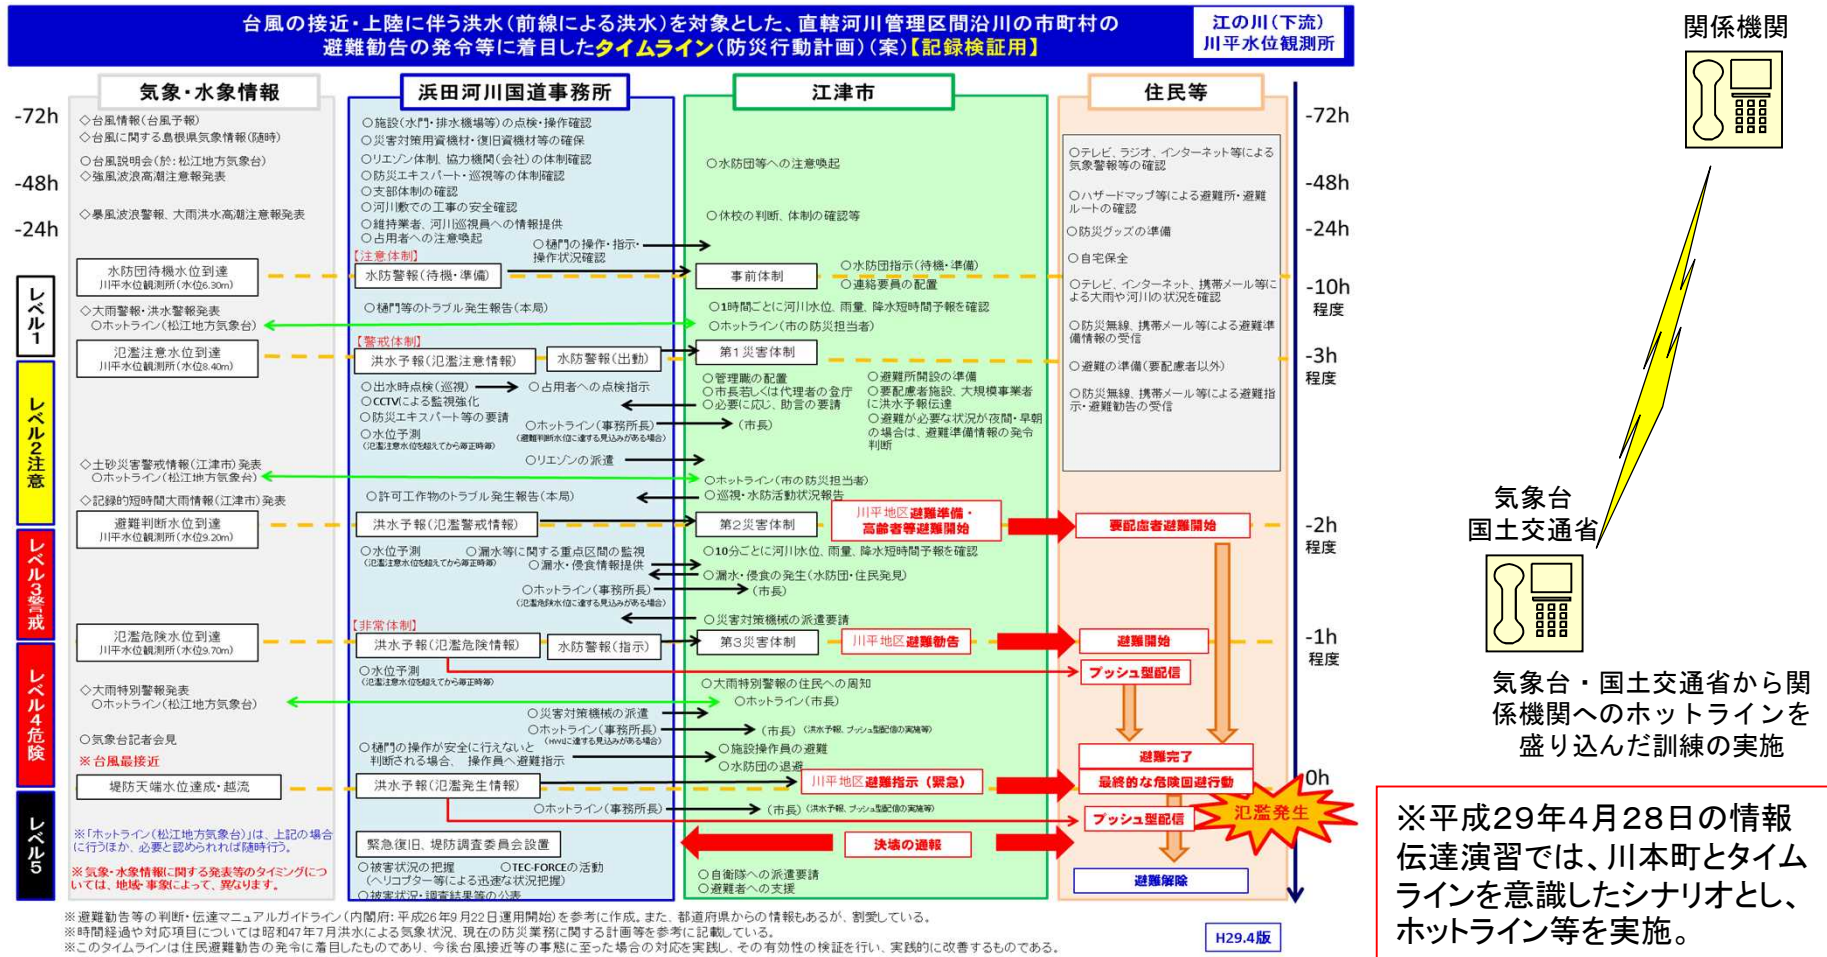 台風の接近・上陸に伴う洪水(前線による洪水)を対象とした、直轄河川管理区間沿川の市町村の
避難勧告の発令等に着目したタイムライン(防災行動計画)(案)【記録検証用】
江の川(下流)
川平水位観測所
気象・水象情報
浜田河川国道事務所
江津市
住民等
-72h
-48h
-24h
レベル1
レベル2注意
レベル3警戒
レベル4危険
レベル5
◇台風情報(台風予報)
◇台風に関する島根県気象情報(随時)
○台風説明会(於:松江地方気象台)
◇強風波浪高潮注意報発表
◇暴風波浪警報、大雨洪水高潮注意報発表
水防団待機水位到達
川平水位観測所(水位6.30m)
◇大雨警報・洪水警報発表
○ホットライン(松江地方気象台)
氾濫注意水位到達
川平水位観測所(水位8.40m)
◇土砂災害警戒情報(江津市)発表
○ホットライン(松江地方気象台)
◇記録的短時間大雨情報(江津市)発表
避難判断水位到達
川平水位観測所(水位9.20m)
氾濫危険水位到達
川平水位観測所(水位9.70m)
◇大雨特別警報発表
○ホットライン(松江地方気象台)
○気象台記者会見
※台風最接近
堤防天端水位達成・越流
※「ホットライン(松江地方気象台)」は、上記の場合
に行うほか、必要と認められれば随時行う。
※気象・水象情報に関する発表等のタイミングにつ
いては、地域・事象によって、異なります。
○施設(水門・排水機場等)の点検・操作確認
○災害対策用資機材・復旧資機材等の確保
○リエゾン体制、協力機関(会社)の体制確認
○防災エキスパート・巡視等の体制確認
○支部体制の確認
○河川敷での工事の安全確認
○維持業者、河川巡視員への情報提供
○占用者への注意喚起
○樋門の操作・指示・
操作状況確認
【注意体制】
水防警報(待機・準備)
○樋門等のトラブル発生報告(本局)
【警戒体制】
洪水予報(氾濫注意情報)
水防警報(出動)
○出水時点検(巡視)
○占用者への点検指示
○CCTVによる監視強化
○防災エキスパート等の要請
○水位予測
(氾濫注意水位を超えてから毎正時毎)
○ホットライン(事務所長)
(避難判断水位に達する見込みがある場合)
○リエゾンの派遣
○許可工作物のトラブル発生報告(本局)
洪水予報(氾濫警戒情報)
○水位予測
(氾濫注意水位を超えてから毎正時毎)
○漏水等に関する重点区間の監視
○漏水・侵食情報提供
○ホットライン(事務所長)
(氾濫危険水位に達する見込みがある場合)
【非常体制】
洪水予報(氾濫危険情報)
水防警報(指示)
○水位予測
(氾濫注意水位を超えてから毎正時毎)
○災害対策機械の派遣
○ホットライン(事務所長)
(HWLに達する見込みがある場合)
○樋門の操作が安全に行えないと
判断される場合、操作員へ避難指示
洪水予報(氾濫発生情報)
○ホットライン(事務所長)
緊急復旧、堤防調査委員会設置
○被害状況の把握
(ヘリコプター等による迅速な状況把握)
○TEC-FORCEの活動
○被害状況・調査結果等の公表
○水防団等への注意喚起
○休校の判断、体制の確認等
事前体制
○水防団指示(待機・準備)
○連絡要員の配置
○1時間ごとに河川水位、雨量、降水短時間予報を確認
○ホットライン(市の防災担当者)
第1災害体制
○管理職の配置
○市長若しくは代理者の登庁
○必要に応じ、助言の要請
(市長)
○避難所開設の準備
○要配慮者施設、大規模事業者
に洪水予報伝達
○避難が必要な状況が夜間・早朝
の場合は、避難準備情報の発令
判断
○ホットライン(市の防災担当者)
○巡視・水防活動状況報告
第2災害体制
川平地区避難準備・
高齢者等避難開始
○10分ごとに河川水位、雨量、降水短時間予報を確認
○漏水・侵食の発生(水防団・住民発見)
(市長)
○災害対策機械の派遣要請
第3災害体制
川平地区避難勧告
○大雨特別警報の住民への周知
○ホットライン(市長)
(市長) (洪水予報、プッシュ型配信の実施等)
○施設操作員の避難
○水防団の退避
川平地区避難指示(緊急)
(市長) (洪水予報、プッシュ型配信の実施等)
決壊の通報
○自衛隊への派遣要請
○避難者への支援
○テレビ、ラジオ、インターネット等による
気象警報等の確認
○ハザードマップ等による避難所・避難
ルートの確認
○防災グッズの準備
○自宅保全
○テレビ、インターネット、携帯メール等に
よる大雨や河川の状況を確認
○防災無線、携帯メール等による避難準
備情報の受信
○避難の準備(要配慮者以外)
○防災無線、携帯メール等による避難指
示・避難勧告の受信
要配慮者避難開始
避難開始
プッシュ型配信
避難完了
最終的な危険回避行動
プッシュ型配信
避難解除
氾濫発生
-72h
-48h
-24h
-10h
程度
-3h
程度
-2h
程度
-1h
程度
0h
※避難勧告等の判断・伝達マニュアルガイドライン(内閣府:平成26年9月22日運用開始)を参考に作成。また、都道府県からの情報もあるが、割愛している。
※時間経過や対応項目については昭和47年7月洪水による気象状況、現在の防災業務に関する計画等を参考に記載している。
※このタイムラインは住民避難勧告の発令に着目したものであり、今後台風接近等の事態に至った場合の対応を実践し、その有効性の検証を行い、実践的に改善するものである。
H29.4版
関係機関
気象台
国土交通省
気象台・国土交通省から関
係機関へのホットラインを
盛り込んだ訓練の実施
※平成29年4月28日の情報
伝達演習では、川本町とタイム
ラインを意識したシナリオとし、
ホットライン等を実施。